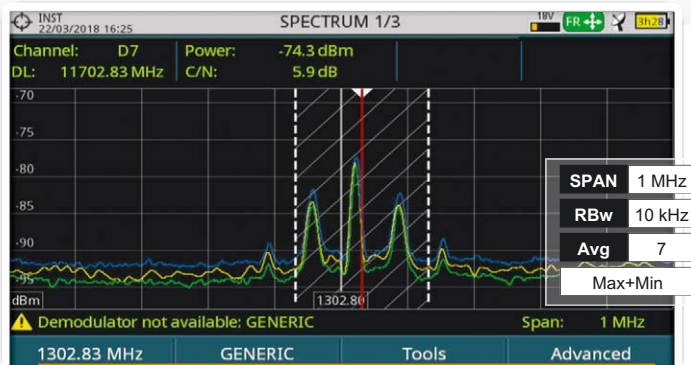 INST
22/03/2018 16:25
SPECTRUM 1/3
18V
FR
3h28
Channel: D7 Power: -74.3 dBm
DL: 11702.83 MHz C/N: 5.9 dB
-70
-75
-80
-85
-90
-95
dBm
1302.80
SPAN 1 MHz
RBw 10 kHz
Avg 7
Max+Min
Demodulator not available: GENERIC Span: 1 MHz
1302.83 MHz GENERIC Tools Advanced